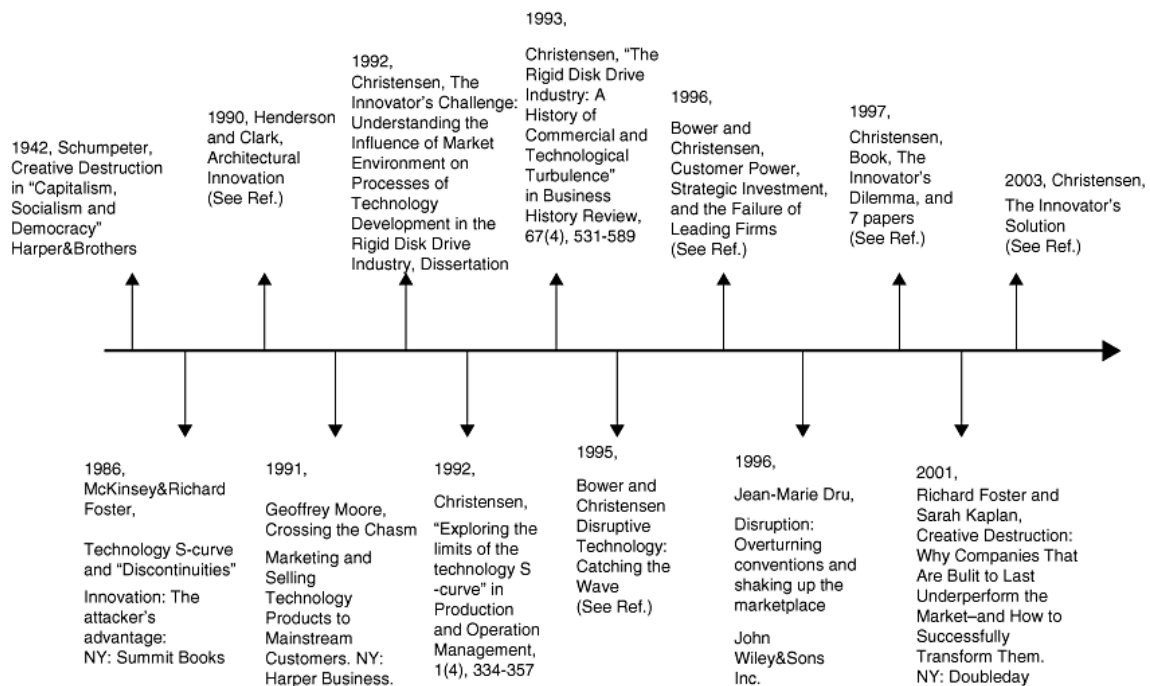 1942, Schumpeter,
Creative Destruction
in “Capitalism,
Socialism and
Democracy”
Harper&Brothers
1986,
McKinsey&Richard
Foster,
Technology S-curve
and “Discontinuities”
Innovation: The
attacker’s
advantage:
NY: Summit Books
1990, Henderson
and Clark,
Architectural
Innovation
(See Ref.)
1991,
Geoffrey Moore,
Crossing the Chasm
Marketing and
Selling
Technology
Products to
Mainstream
Customers. NY:
Harper Business.
1992,
Christensen, The
Innovator’s Challenge:
Understanding the
Influence of Market
Environment on
Processes of
Technology
Development in the
Rigid Disk Drive
Industry, Dissertation
1992,
Christensen,
“Exploring the
limits of the
technology S
-curve” in
Production
and Operation
Management,
1(4), 334-357
1993,
Christensen, “The
Rigid Disk Drive
Industry: A
History of
Commercial and
Technological
Turbulence”
in Business
History Review,
67(4), 531-589
1995,
Bower and
Christensen
Disruptive
Technology:
Catching the
Wave
(See Ref.)
1996,
Bower and
Christensen,
Customer Power,
Strategic Investment,
and the Failure of
Leading Firms
(See Ref.)
1996,
Jean-Marie Dru,
Disruption:
Overturning
conventions and
shaking up the
marketplace
John
Wiley&Sons
Inc.
1997,
Christensen,
Book, The
Innovator’s
Dilemma, and
7 papers
(See Ref.)
2001,
Richard Foster and
Sarah Kaplan,
Creative Destruction:
Why Companies That
Are Bulit to Last
Underperform the
Market–and How to
Successfully
Transform Them.
NY: Doubleday
2003, Christensen,
The Innovator’s
Solution
(See Ref.)